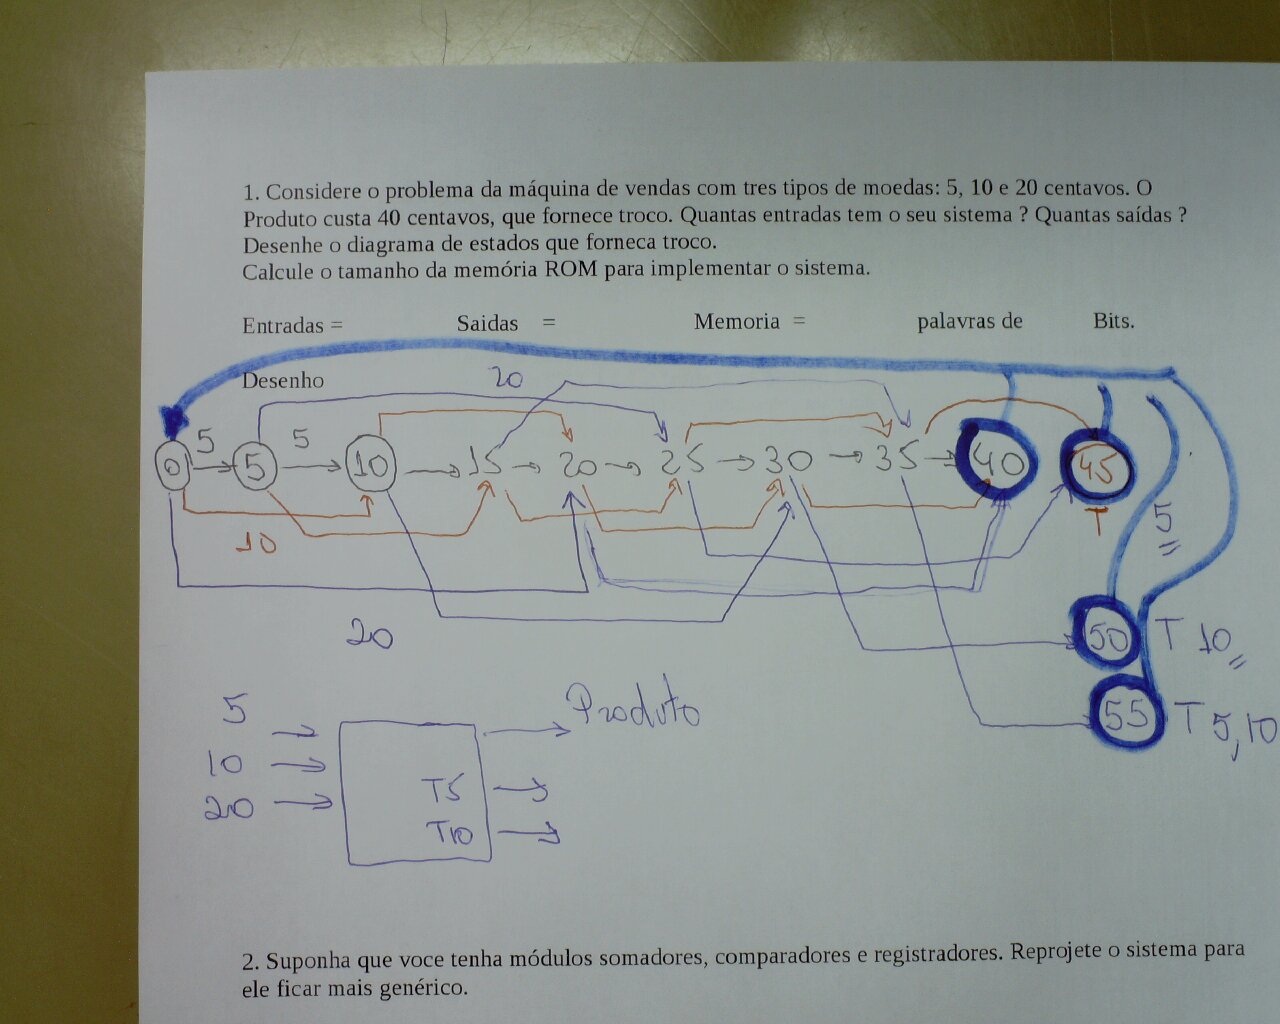 1. Considere o problema da máquina de vendas com tres tipos de moedas: 5, 10 e 20 centavos. O
Produto custa 40 centavos, que fornece troco. Quantas entradas tem o seu sistema ? Quantas saídas ?
Desenhe o diagrama de estados que forneca troco.
Calcule o tamanho da memória ROM para implementar o sistema.
Entradas = Saidas = Memoria = palavras de Bits.
Desenho 20
5 5
0 5 10 15 20 25 30 35 40 45
T
5
10
20
50 T 10
55 T 5,10
5 Produto
10 T5
20 T10
2. Suponha que voce tenha módulos somadores, comparadores e registradores. Reprojete o sistema para
ele ficar mais genérico.